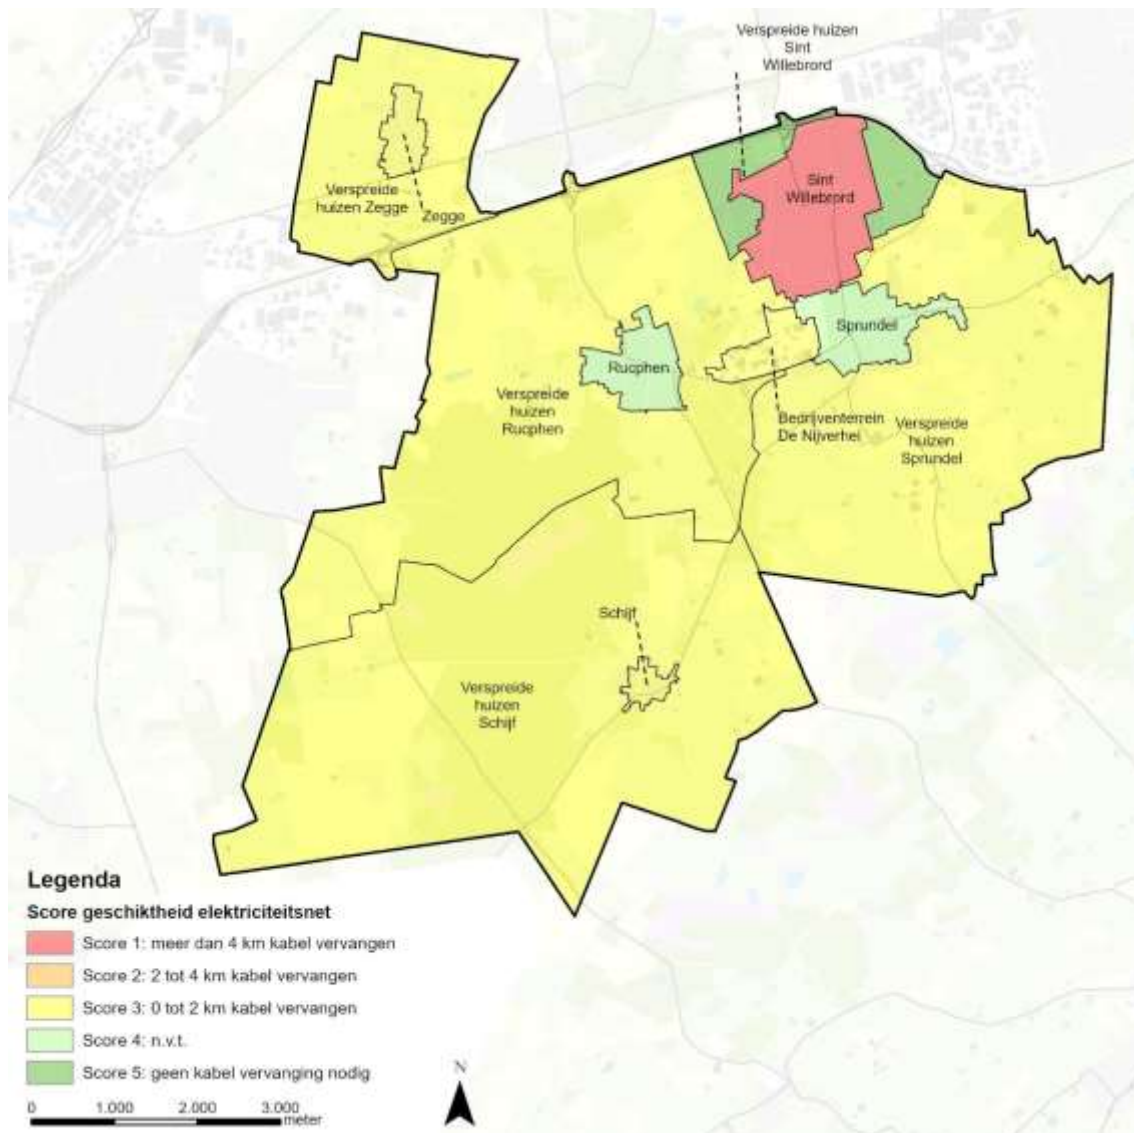 Verspreide huizen
Sint
Willebrord
Sint
Willebrord
Verspreide
huizen Zegge
Zegge
Sprundel
Rucphen
Verspreide
huizen
Rucphen
Bedrijventerrein
De Nijverhei
Verspreide
huizen
Sprundel
Schijf
Verspreide
huizen
Schijf
Legenda
Score geschiktheid elektriciteitsnet
Score 1: meer dan 4 km kabel vervangen
Score 2: 2 tot 4 km kabel vervangen
Score 3: 0 tot 2 km kabel vervangen
Score 4: n.v.t.
Score 5: geen kabel vervanging nodig
N
0 1.000 2.000 3.000
meter